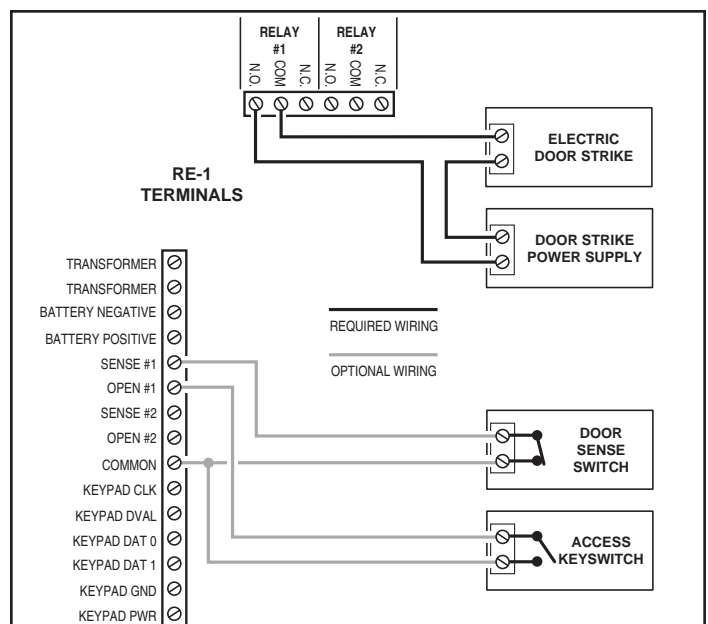 RELAY
#1
RELAY
#2
N.O.
COM
N.C.
N.O.
COM
N.C.
ELECTRIC
DOOR STRIKE
RE-1
TERMINALS
DOOR STRIKE
POWER SUPPLY
TRANSFORMER
TRANSFORMER
BATTERY NEGATIVE
BATTERY POSITIVE
SENSE #1
OPEN #1
SENSE #2
OPEN #2
COMMON
KEYPAD CLK
KEYPAD DVAL
KEYPAD DAT 0
KEYPAD DAT 1
KEYPAD GND
KEYPAD PWR
REQUIRED WIRING
OPTIONAL WIRING
DOOR
SENSE
SWITCH
ACCESS
KEYSWITCH